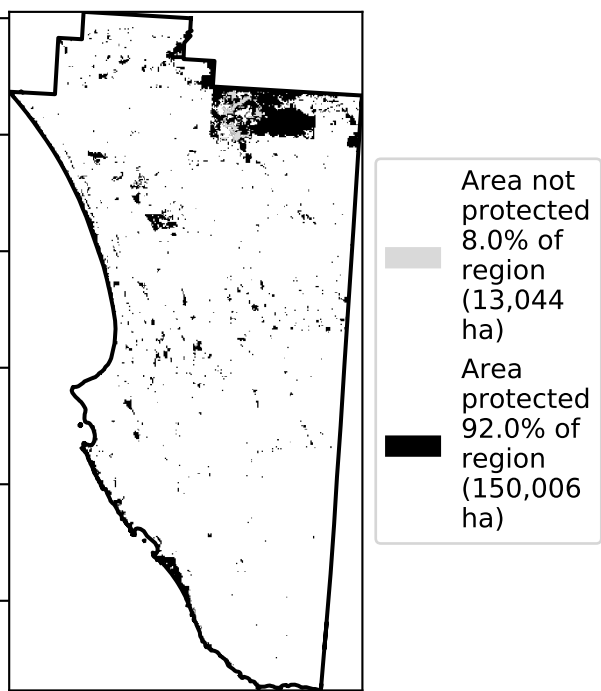 Area not
protected
8.0% of
region
(13,044
ha)
Area
protected
92.0% of
region
(150,006
ha)